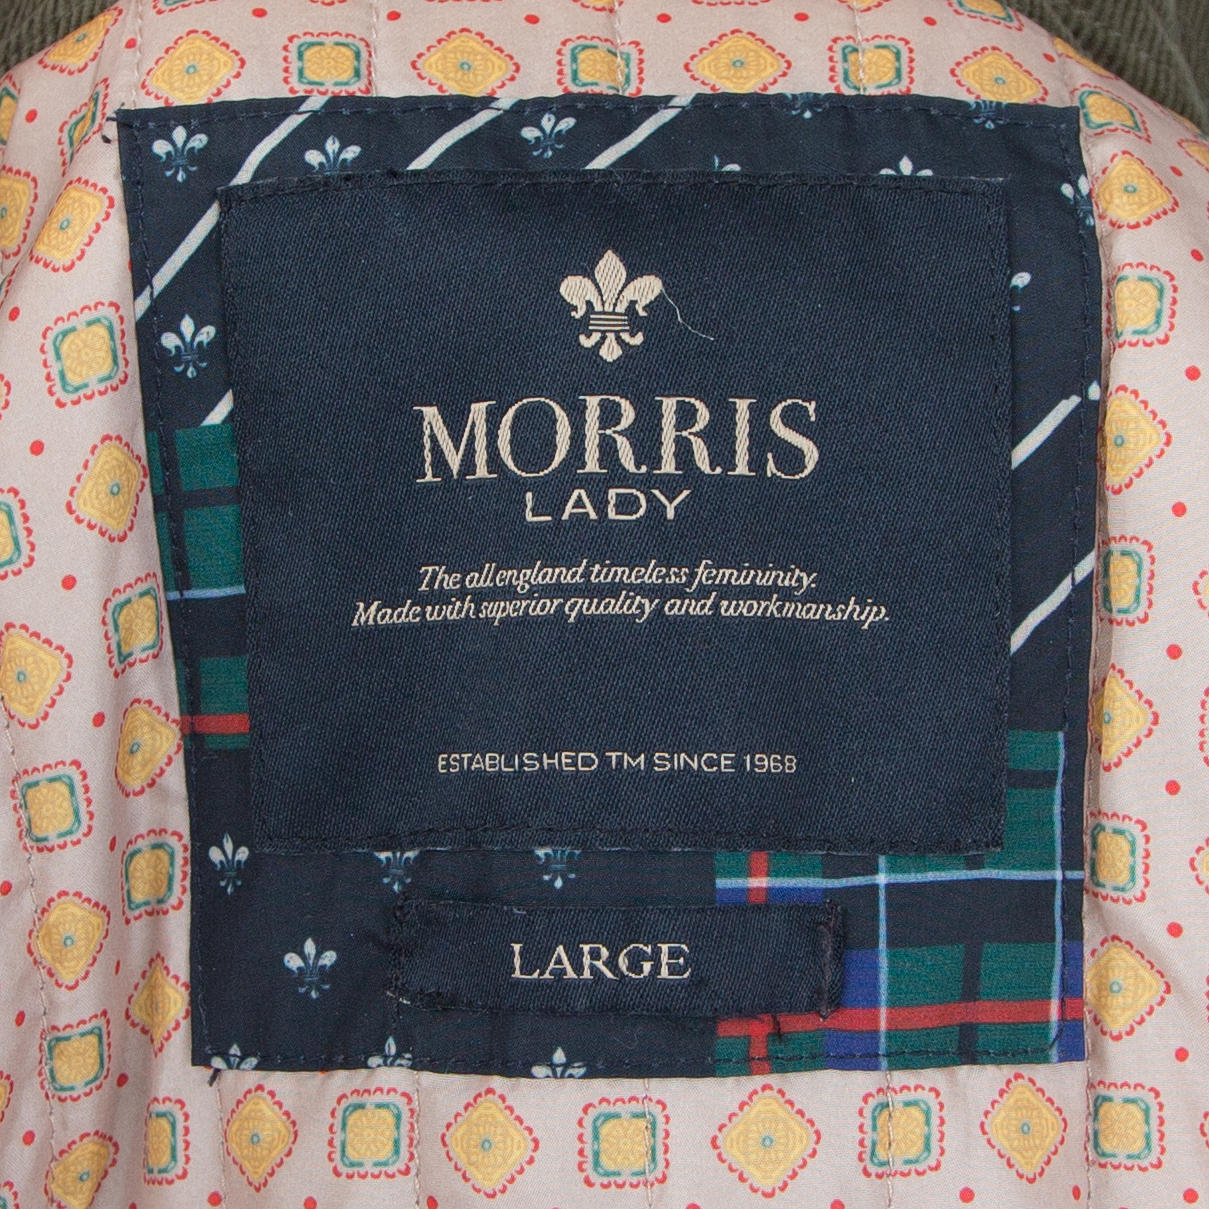 MORRIS
LADY
The all england timeless femininity.
Made with superior quality and workmanship.
ESTABLISHED TM SINCE 1968
LARGE